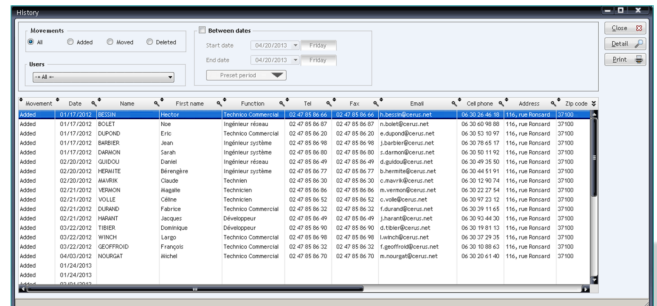 History
Movements
All Added Moved Deleted
Users
-= All =-
Between dates
Start date 04/20/2013 Friday
End date 04/20/2013 Friday
Preset period
Close
Detail
Print
Movement Date Name First name Function Tel Fax Email Cell phone Address Zip code
Added 01/17/2012 BESSIN Hector Technico Commercial 02 47 85 86 66 02 47 85 86 66 h.bessin@cerus.net 06 30 26 46 18 116, rue Ronsard 37100
Added 01/17/2012 BOLET Noe Ingénieur réseau 02 47 85 86 87 02 47 85 86 87 n.bolet@cerus.net 06 60 98 88 116, rue Ronsard 37100
Added 01/17/2012 DUPOND Eric Technico Commercial 02 47 85 86 20 02 47 85 86 20 e.dupond@cerus.net 06 30 53 10 97 116, rue Ronsard 37100
Added 01/17/2012 BARBIER Jean Ingénieur système 02 47 85 86 98 02 47 85 86 98 j.barbier@cerus.net 06 30 78 65 17 116, rue Ronsard 37100
Added 01/17/2012 DARMON Sarah Ingénieur système 02 47 85 86 80 02 47 85 86 80 s.darmon@cerus.net 06 30 50 11 92 116, rue Ronsard 37100
Added 02/20/2012 GUIDOU Daniel Ingénieur réseau 02 47 85 86 49 02 47 85 86 49 d.guidou@cerus.net 06 30 49 35 50 116, rue Ronsard 37100
Added 02/20/2012 HERMITE Bérengère Ingénieur système 02 47 85 86 77 02 47 85 86 77 b.hermite@cerus.net 06 30 44 51 91 116, rue Ronsard 37100
Added 02/20/2012 MAVRIK Claude Technien 02 47 85 86 30 02 47 85 86 30 c.mavrik@cerus.net 06 30 12 90 74 116, rue Ronsard 37100
Added 02/21/2012 VERMON Magalie Technicien 02 47 85 86 86 02 47 85 86 86 m.vermon@cerus.net 06 30 22 27 54 116, rue Ronsard 37100
Added 02/21/2012 VOLLE Céline Technicien 02 47 85 86 52 02 47 85 86 52 c.volle@cerus.net 06 30 97 23 12 116, rue Ronsard 37100
Added 02/21/2012 DURAND Fabrice Technico Commercial 02 47 85 86 32 02 47 85 86 32 f.durand@cerus.net 06 30 39 11 65 116, rue Ronsard 37100
Added 02/21/2012 HARANT Jacques Développeur 02 47 85 86 49 02 47 85 86 49 j.harant@cerus.net 06 30 93 44 30 116, rue Ronsard 37100
Added 03/22/2012 TIBIER Dominique Développeur 02 47 85 86 90 02 47 85 86 90 d.tibier@cerus.net 06 30 19 81 13 116, rue Ronsard 37100
Added 03/22/2012 WINCH Largo Technico Commercial 02 47 85 86 98 02 47 85 86 98 l.winch@cerus.net 06 30 37 29 35 116, rue Ronsard 37100
Added 03/22/2012 GEOFFROID François Technico Commercial 02 47 85 86 32 02 47 85 86 32 f.geoffroid@cerus.net 06 30 10 88 63 116, rue Ronsard 37100
Added 04/03/2012 NOURGAT Michel Technico Commercial 02 47 85 86 70 02 47 85 86 70 m.nourgat@cerus.net 06 30 20 61 40 116, rue Ronsard 37100
Added 01/24/2013
Added 01/24/2013